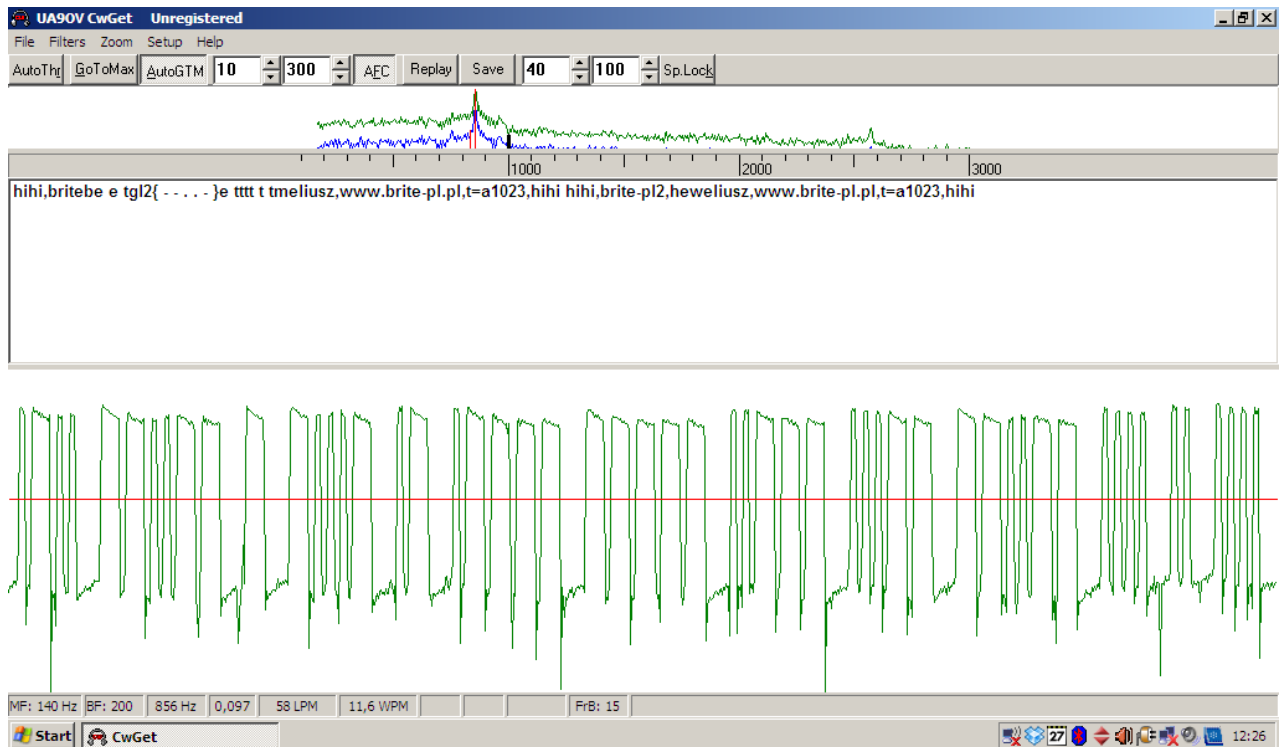 UA9OV CwGet Unregistered
File Filters Zoom Setup Help
AutoThr GoToMax AutoGTM 10 300 AFC Replay Save 40 100 Sp.Lock
1000 2000 3000
hihi,britebe e tgl2{ - . . . . - }e tttt t tmeliusz,www.brite-pl.pl,t=a1023,hihi hihi,brite-pl2,heweliusz,www.brite-pl.pl,t=a1023,hihi
MF: 140 Hz BF: 200 856 Hz 0,097 58 LPM 11,6 WPM FrB: 15
Start CwGet 27 12:26